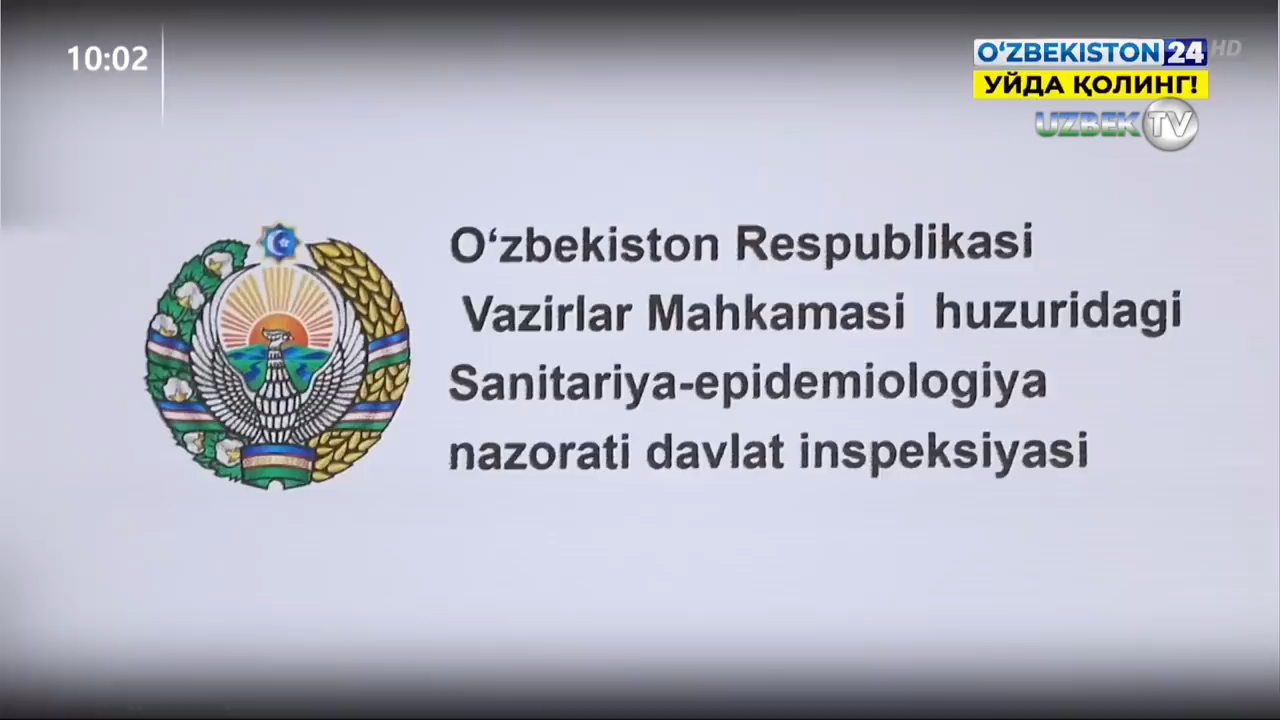 10:02
O‘ZBEKISTON 24 HD
УЙДА ҚОЛИНГ!
UZBEK TV
O‘zbekiston Respublikasi
Vazirlar Mahkamasi huzuridagi
Sanitariya-epidemiologiya
nazorati davlat inspeksiyasi